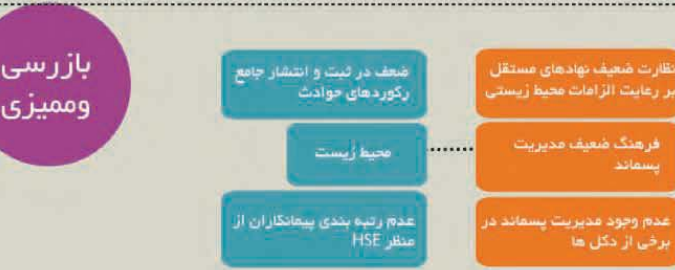 نظارت ضعیف نهادهای مستقل
بر رعایت الزامات محیط زیستی
ضعف در ثبت و انتشار جامع
رکوردهای حوادث
بازرسی
وممیزی
فرهنگ ضعیف مدیریت
پسماند
محیط زیست
عدم وجود مدیریت پسماند در
برخی از دکل ها
عدم رتبه بندی پیمانکاران از
منظر HSE